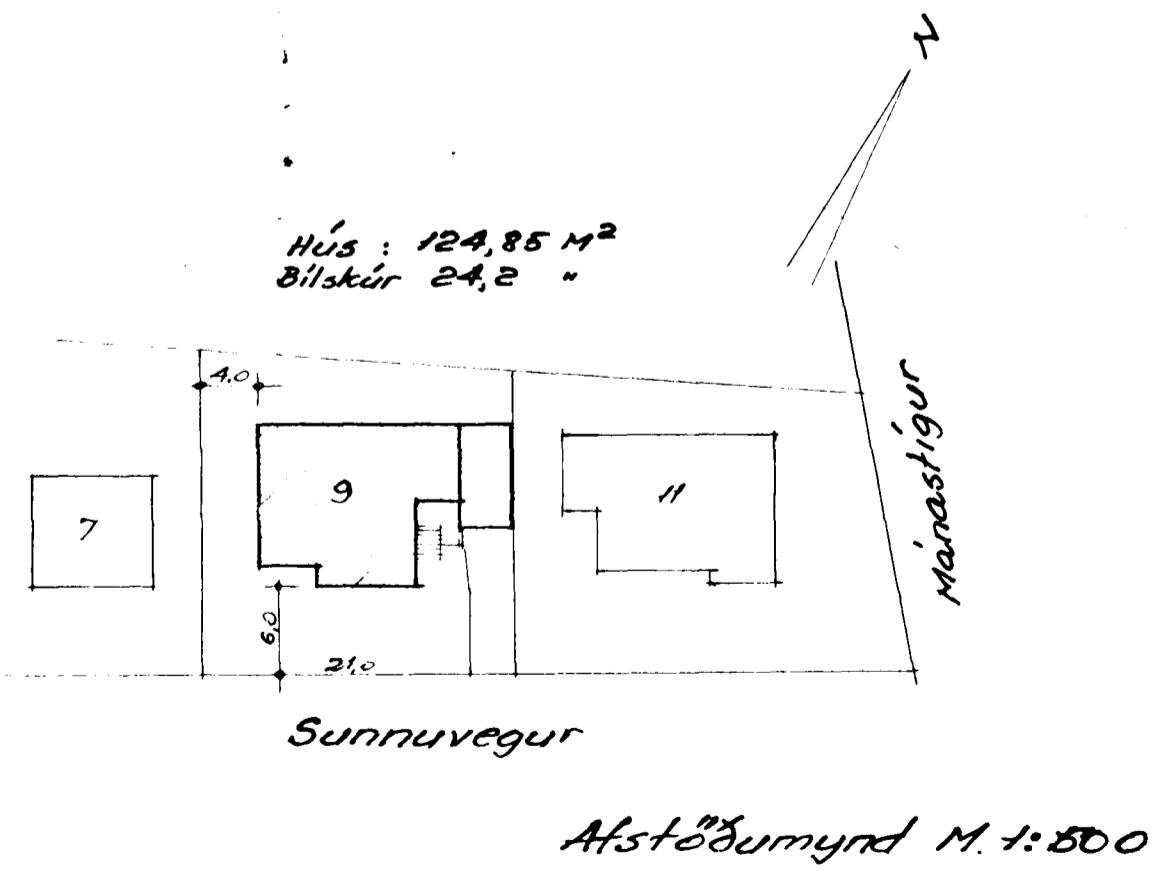 N
Hús : 124,85 M²
Bílskúr 24,2 "
4,0
9
11
7
Mánastígur
6,0
21,0
Sunnuvegur
Afstöðumynd M. 1:500